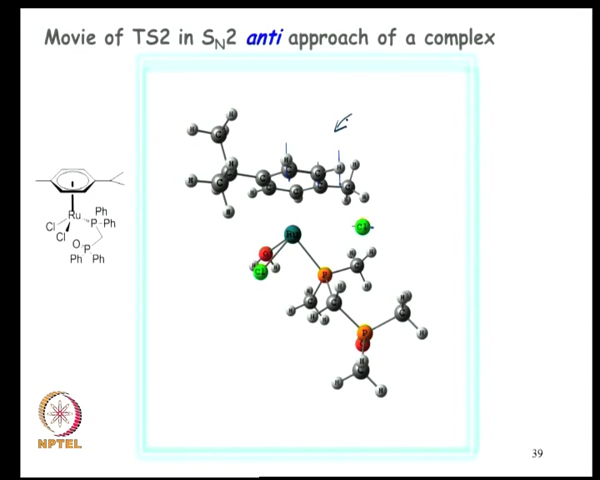 Movie of TS2 in SN2 anti approach of a complex
Ru
Cl
Cl
P
Ph
Ph
O
P
Ph
Ph
NPTEL
39